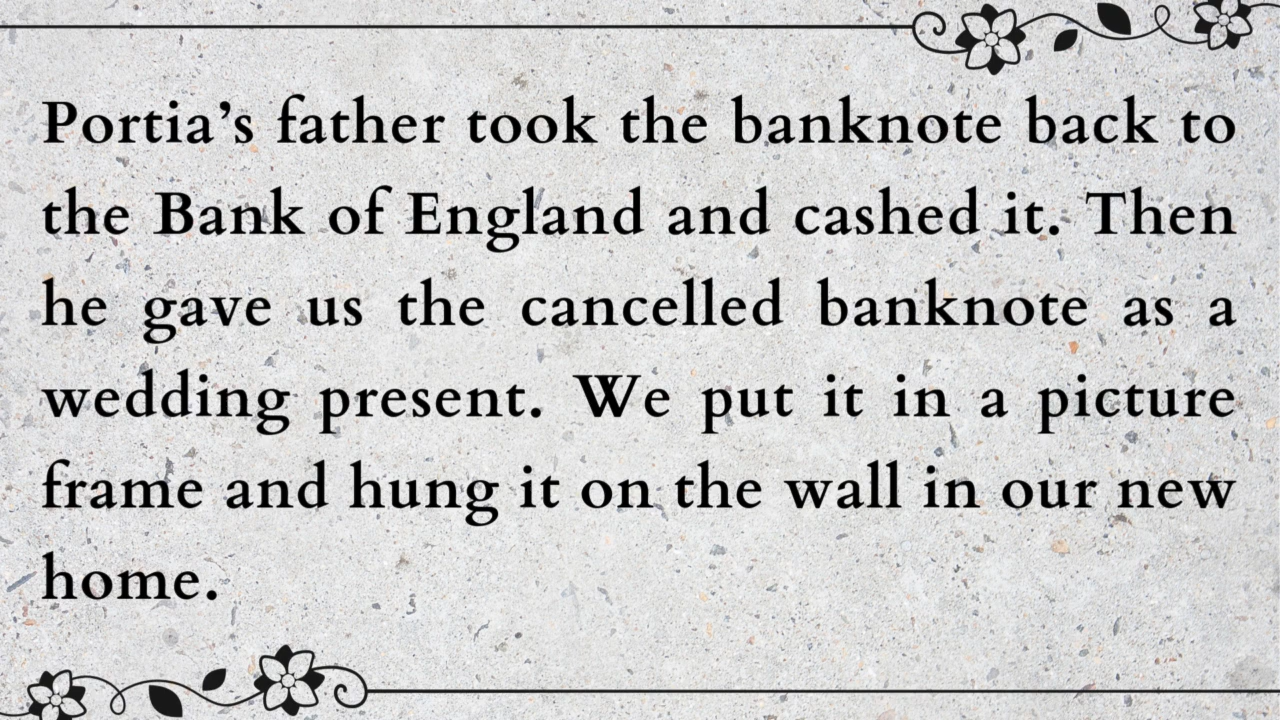 Portia’s father took the banknote back to
the Bank of England and cashed it. Then
he gave us the cancelled banknote as a
wedding present. We put it in a picture
frame and hung it on the wall in our new
home.